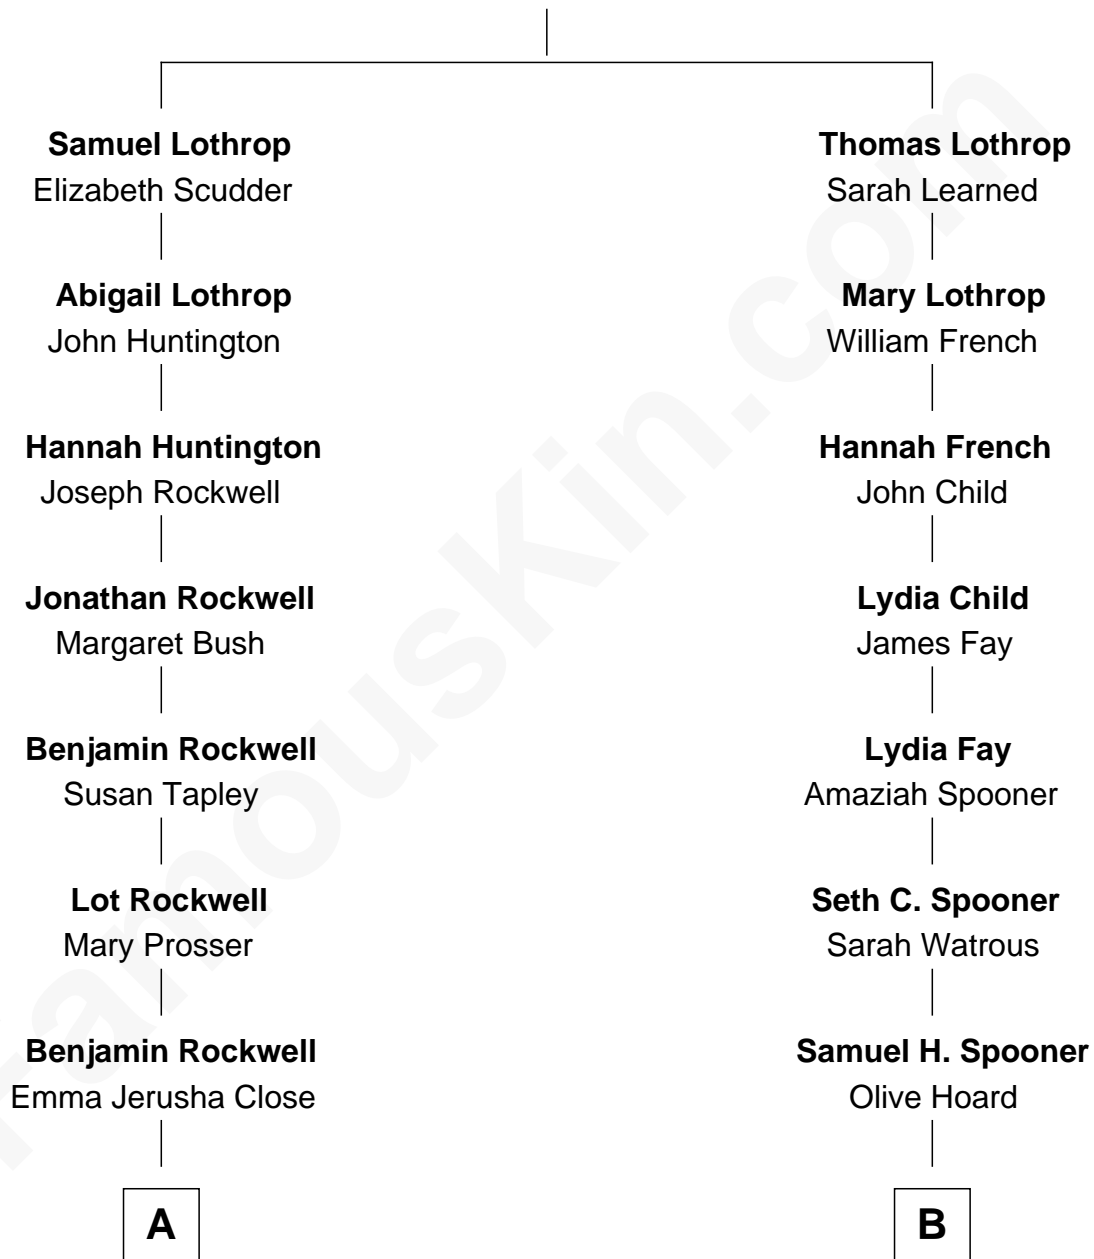 Samuel Lothrop
Elizabeth Scudder
Abigail Lothrop
John Huntington
Hannah Huntington
Joseph Rockwell
Jonathan Rockwell
Margaret Bush
Benjamin Rockwell
Susan Tapley
Lot Rockwell
Mary Prosser
Benjamin Rockwell
Emma Jerusha Close
A
Thomas Lothrop
Sarah Learned
Mary Lothrop
William French
Hannah French
John Child
Lydia Child
James Fay
Lydia Fay
Amaziah Spooner
Seth C. Spooner
Sarah Watrous
Samuel H. Spooner
Olive Hoard
B
FamousKin.com